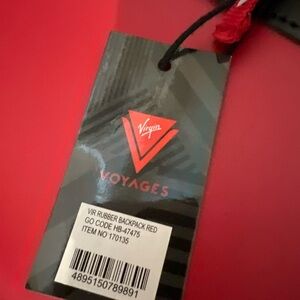 Virgin
VOYAGES
VIR RUBBER BACKPACK RED
GO CODE HB-47475
ITEM NO 170135
4895150789891